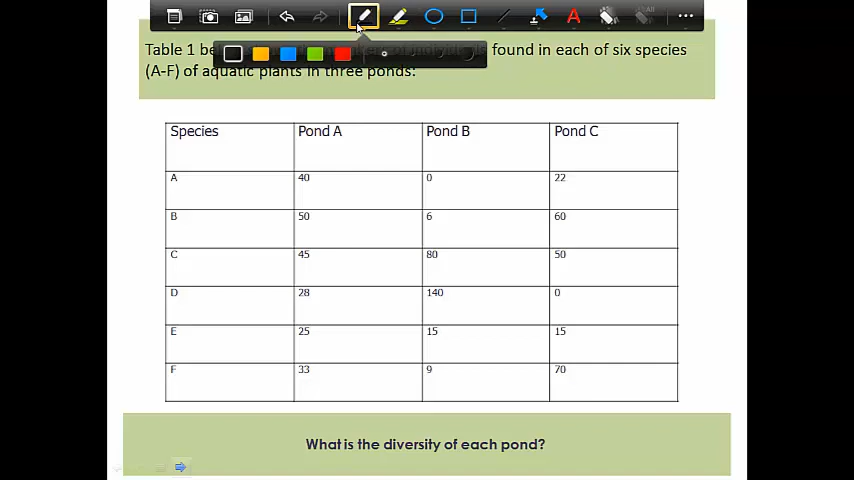 All
A
Table 1 be found in each of six species
(A-F) of aquatic plants in three ponds:
Species Pond A Pond B Pond C
A 40 0 22
B 50 6 60
C 45 80 50
D 28 140 0
E 25 15 15
F 33 9 70
What is the diversity of each pond?